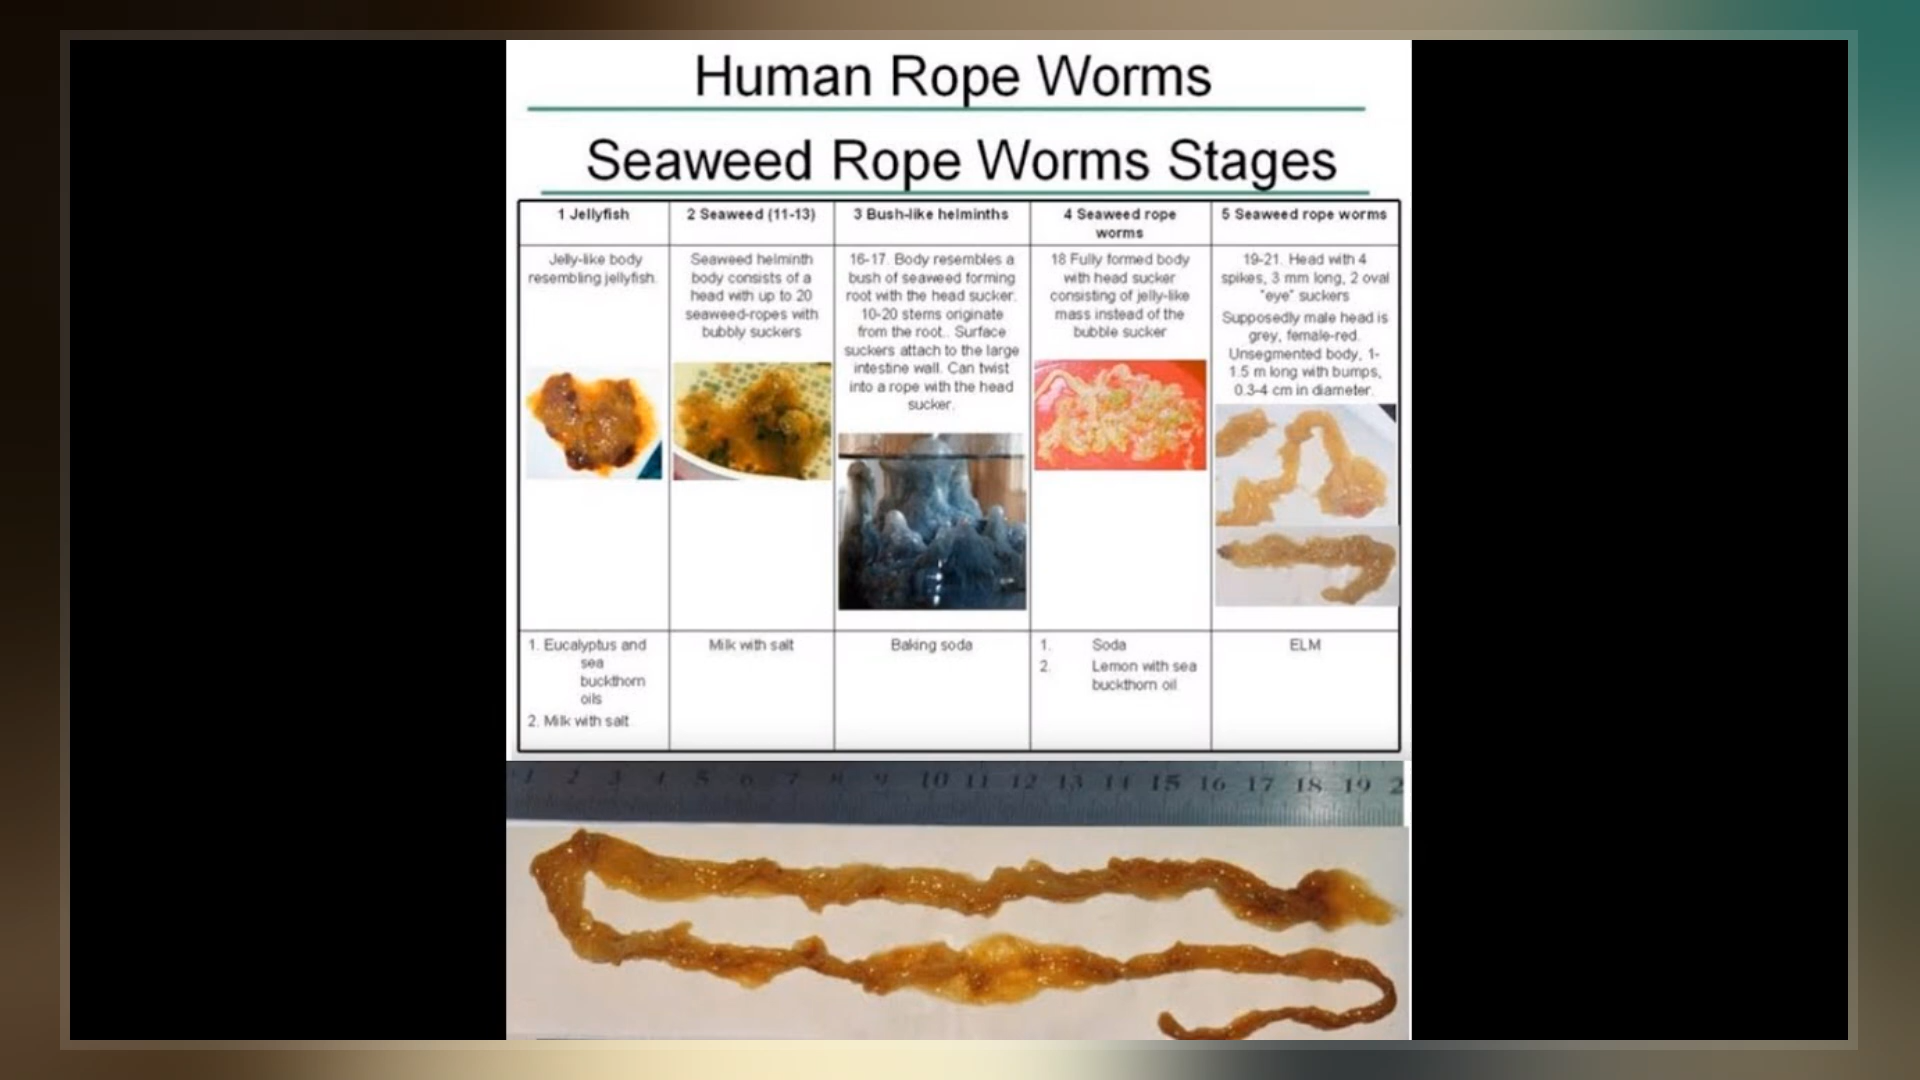 Human Rope Worms
Seaweed Rope Worms Stages
1 Jellyfish
2 Seaweed (11-13)
3 Bush-like helminths
4 Seaweed rope
worms
5 Seaweed rope worms
Jelly-like body
resembling jellyfish.
Seaweed helminth
body consists of a
head with up to 20
seaweed-ropes with
bubbly suckers
16-17. Body resembles a
bush of seaweed forming
root with the head sucker.
10-20 stems originate
from the root.. Surface
suckers attach to the large
intestine wall. Can twist
into a rope with the head
sucker.
18 Fully formed body
with head sucker
consisting of jelly-like
mass instead of the
bubble sucker
19-21. Head with 4
spikes, 3 mm long, 2 oval
"eye" suckers
Supposedly male head is
grey, female-red.
Unsegmented body, 1-
1.5 m long with bumps,
0.3-4 cm in diameter.
1. Eucalyptus and
sea
buckthorn
oils
2. Milk with salt
Milk with salt
Baking soda
1. Soda
2. Lemon with sea
buckthorn oil
ELM
1 2 3 4 5 6 7 8 9 10 11 12 13 14 15 16 17 18 19 2